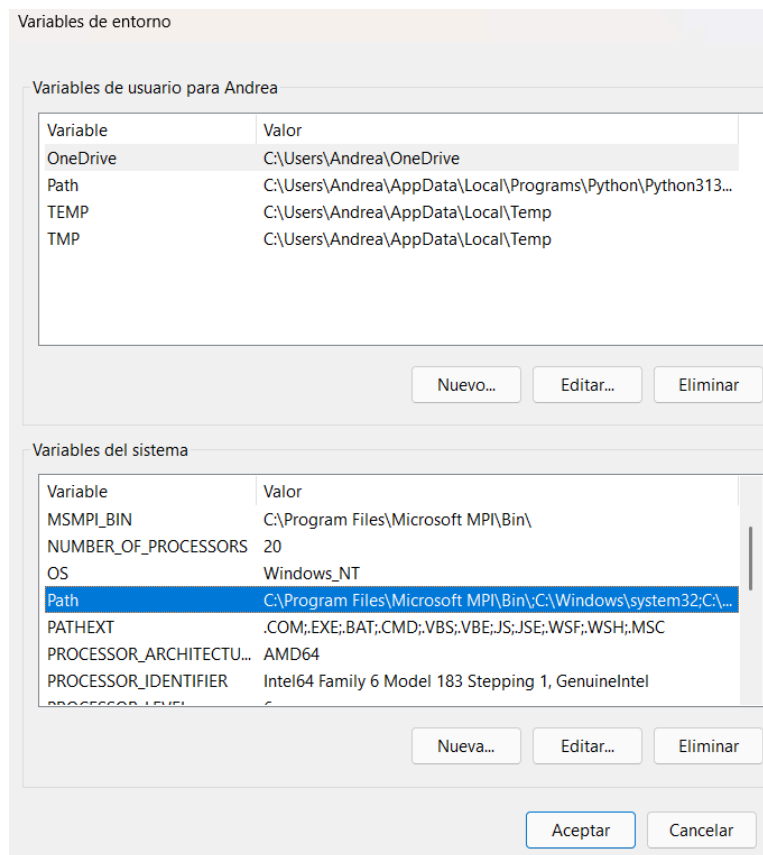 Variables de entorno
Variables de usuario para Andrea
Variable Valor
OneDrive C:\Users\Andrea\OneDrive
Path C:\Users\Andrea\AppData\Local\Programs\Python\Python313...
TEMP C:\Users\Andrea\AppData\Local\Temp
TMP C:\Users\Andrea\AppData\Local\Temp
Nuevo... Editar... Eliminar
Variables del sistema
Variable Valor
MSMPI_BIN C:\Program Files\Microsoft MPI\Bin\
NUMBER_OF_PROCESSORS 20
OS Windows_NT
Path C:\Program Files\Microsoft MPI\Bin\;C:\Windows\system32;C:\...
PATHEXT .COM;.EXE;.BAT;.CMD;.VBS;.VBE;.JS;.JSE;.WSF;.WSH;.MSC
PROCESSOR_ARCHITECTU... AMD64
PROCESSOR_IDENTIFIER Intel64 Family 6 Model 183 Stepping 1, GenuineIntel
Nueva... Editar... Eliminar
Aceptar Cancelar